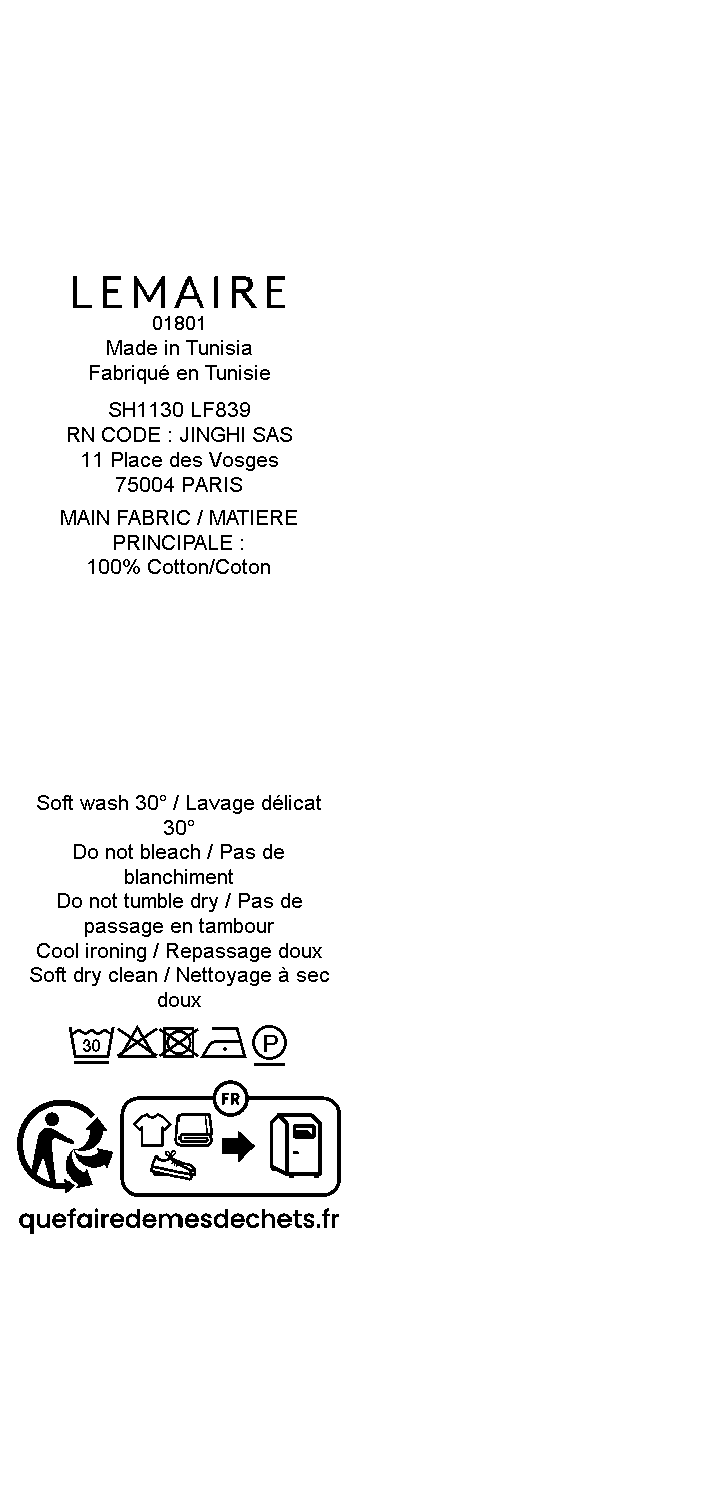 LEMAIRE
01801
Made in Tunisia
Fabriqué en Tunisie
SH1130 LF839
RN CODE : JINGHI SAS
11 Place des Vosges
75004 PARIS
MAIN FABRIC / MATIERE
PRINCIPALE :
100% Cotton/Coton
Soft wash 30° / Lavage délicat
30°
Do not bleach / Pas de
blanchiment
Do not tumble dry / Pas de
passage en tambour
Cool ironing / Repassage doux
Soft dry clean / Nettoyage à sec
doux
30 P
FR
quefairedemesdechets.fr